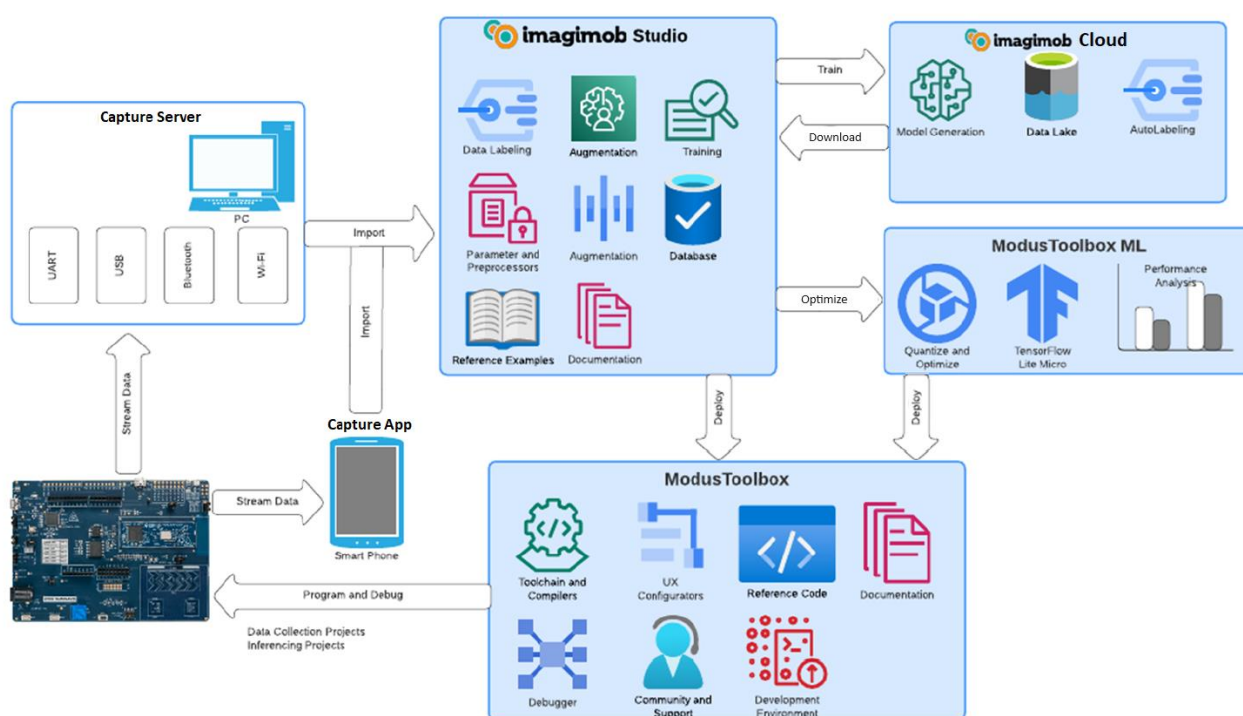 imagimob Studio
Data Labeling
Augmentation
Training
Parameter and
Preprocessors
Augmentation
Database
Reference Examples
Documentation
Train
Download
imagimob Cloud
Model Generation
Data Lake
AutoLabeling
Capture Server
PC
UART
USB
Bluetooth
Wi-Fi
Import
Import
Optimize
ModusToolbox ML
Quantize and
Optimize
TensorFlow
Lite Micro
Performance
Analysis
Stream Data
Capture App
Smart Phone
Stream Data
Deploy
Deploy
ModusToolbox
Toolchain and
Compilers
UX
Configurators
Reference Code
Documentation
Debugger
Community and
Support
Development
Environment
Program and Debug
Data Collection Projects
Inferencing Projects